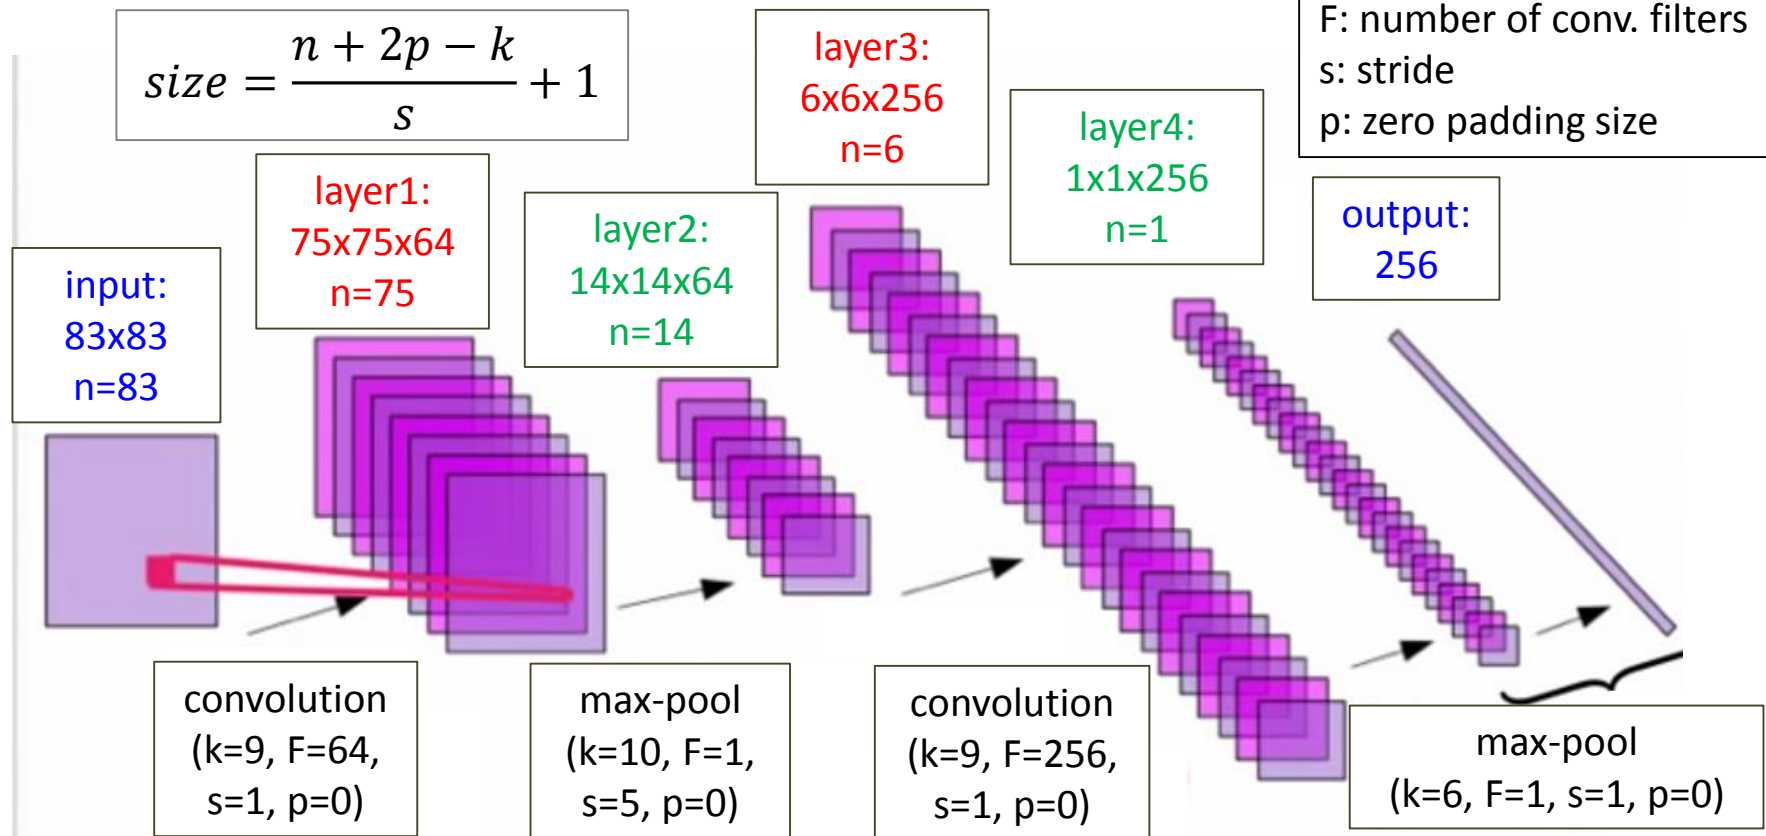 size = \frac{n + 2p − k}{s} + 1
F: number of conv. filters
s: stride
p: zero padding size
input:
83x83
n=83
layer1:
75x75x64
n=75
layer2:
14x14x64
n=14
layer3:
6x6x256
n=6
layer4:
1x1x256
n=1
output:
256
convolution
(k=9, F=64,
s=1, p=0)
max-pool
(k=10, F=1,
s=5, p=0)
convolution
(k=9, F=256,
s=1, p=0)
max-pool
(k=6, F=1, s=1, p=0)